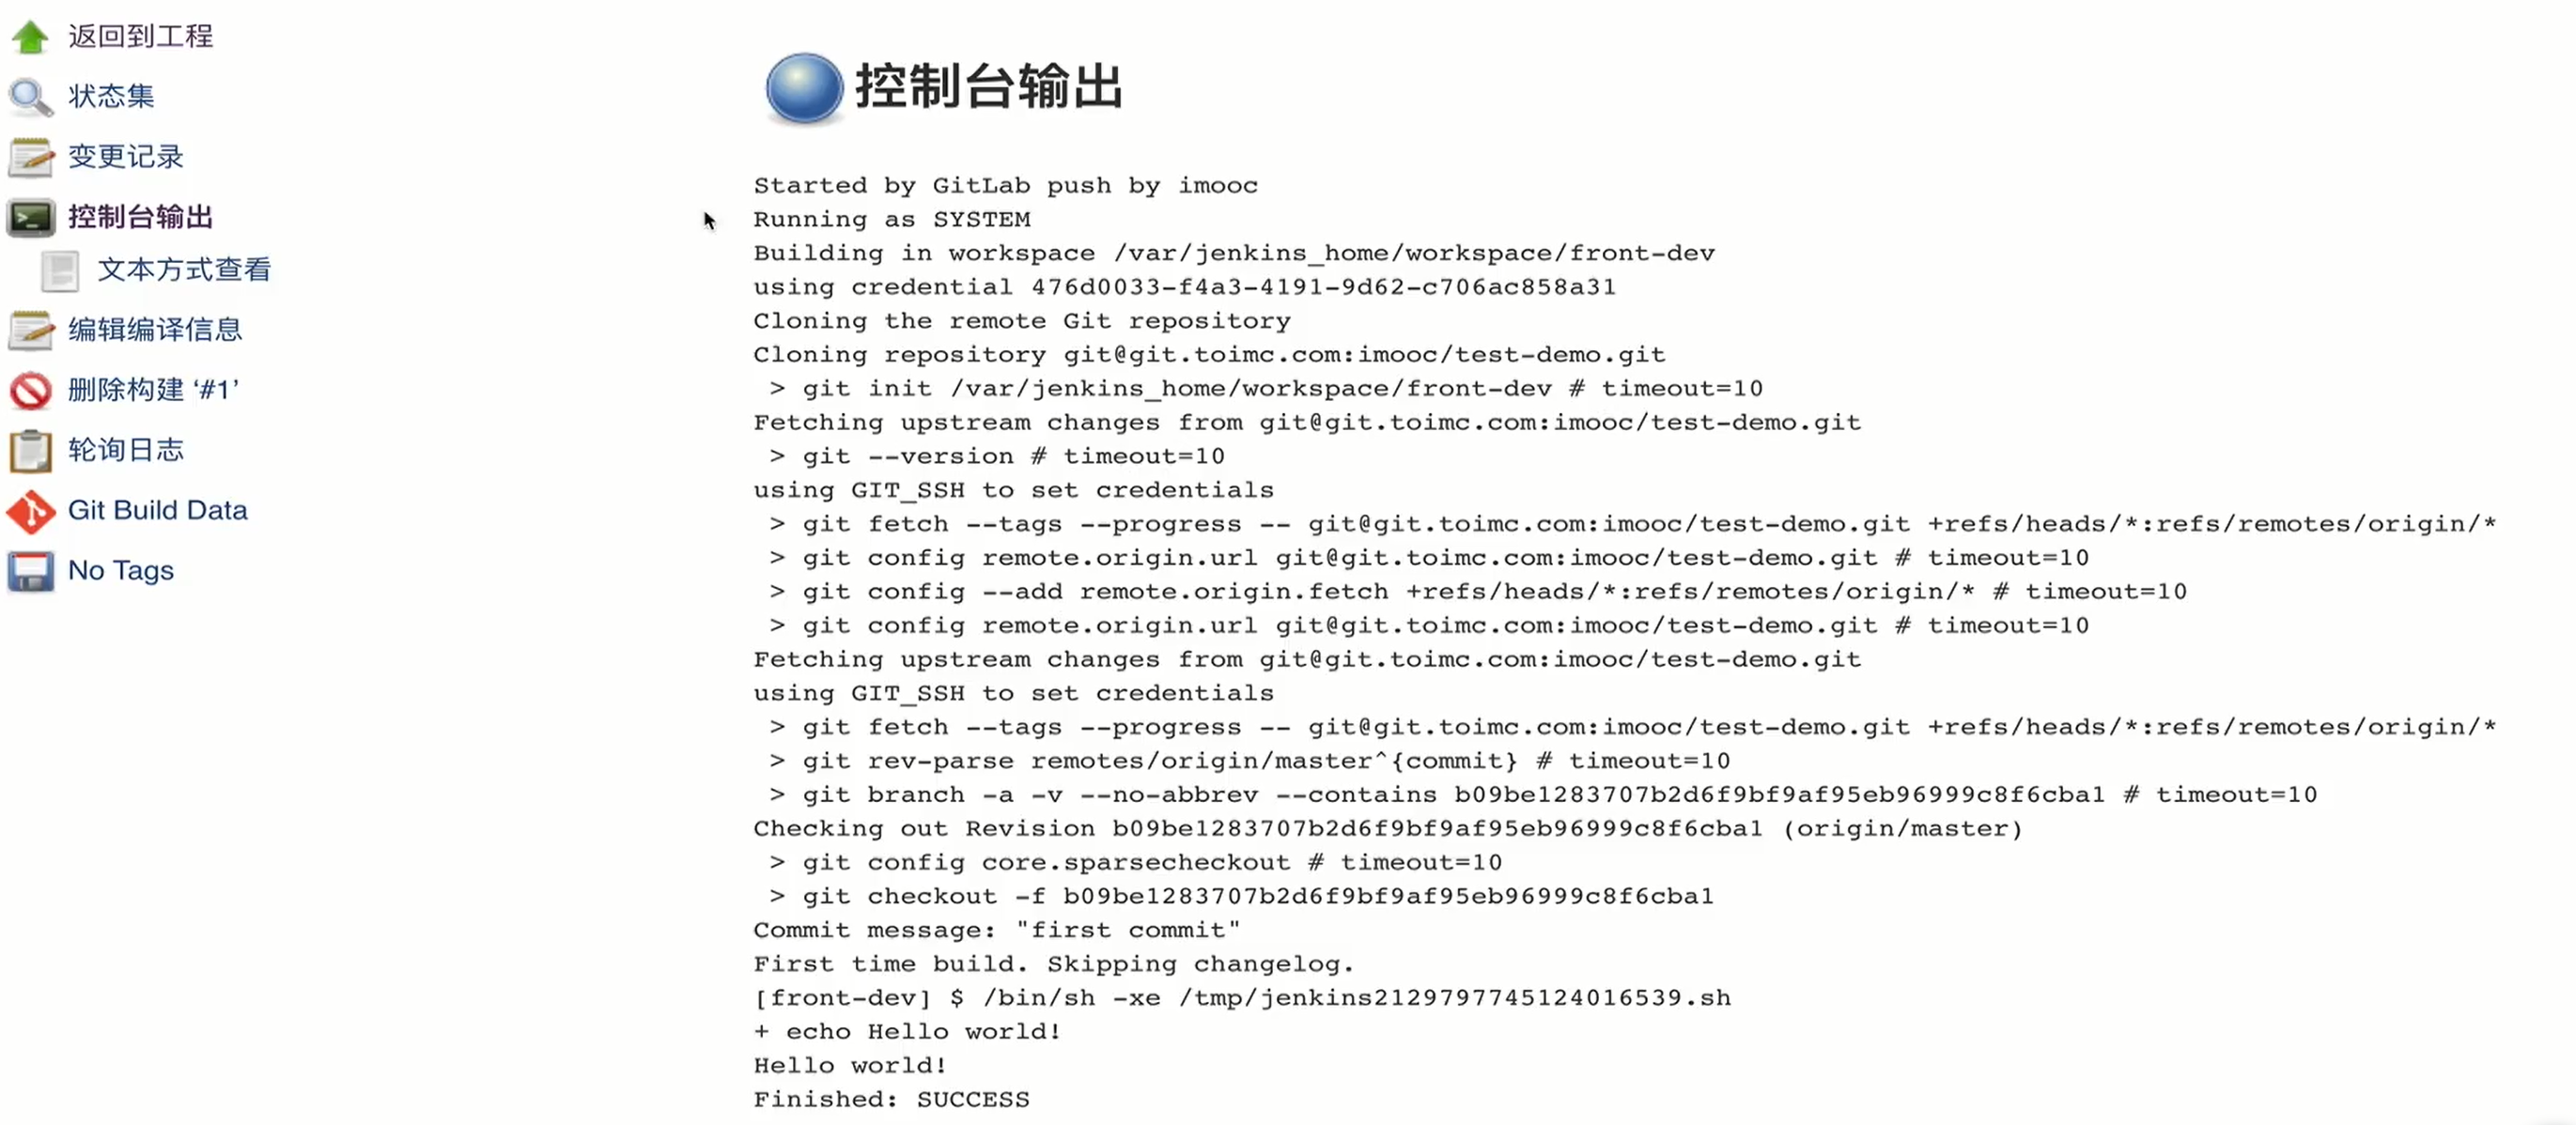 返回到工程
状态集
变更记录
控制台输出
文本方式查看
编辑编译信息
删除构建 ‘#1’
轮询日志
Git Build Data
No Tags
控制台输出
Started by GitLab push by imooc
Running as SYSTEM
Building in workspace /var/jenkins_home/workspace/front-dev
using credential 476d0033-f4a3-4191-9d62-c706ac858a31
Cloning the remote Git repository
Cloning repository git@git.toimc.com:imooc/test-demo.git
> git init /var/jenkins_home/workspace/front-dev # timeout=10
Fetching upstream changes from git@git.toimc.com:imooc/test-demo.git
> git --version # timeout=10
using GIT_SSH to set credentials
> git fetch --tags --progress -- git@git.toimc.com:imooc/test-demo.git +refs/heads/*:refs/remotes/origin/*
> git config remote.origin.url git@git.toimc.com:imooc/test-demo.git # timeout=10
> git config --add remote.origin.fetch +refs/heads/*:refs/remotes/origin/* # timeout=10
> git config remote.origin.url git@git.toimc.com:imooc/test-demo.git # timeout=10
Fetching upstream changes from git@git.toimc.com:imooc/test-demo.git
using GIT_SSH to set credentials
> git fetch --tags --progress -- git@git.toimc.com:imooc/test-demo.git +refs/heads/*:refs/remotes/origin/*
> git rev-parse remotes/origin/master^{commit} # timeout=10
> git branch -a -v --no-abbrev --contains b09be1283707b2d6f9bf9af95eb96999c8f6cba1 # timeout=10
Checking out Revision b09be1283707b2d6f9bf9af95eb96999c8f6cba1 (origin/master)
> git config core.sparsecheckout # timeout=10
> git checkout -f b09be1283707b2d6f9bf9af95eb96999c8f6cba1
Commit message: "first commit"
First time build. Skipping changelog.
[front-dev] $ /bin/sh -xe /tmp/jenkins2129797745124016539.sh
+ echo Hello world!
Hello world!
Finished: SUCCESS